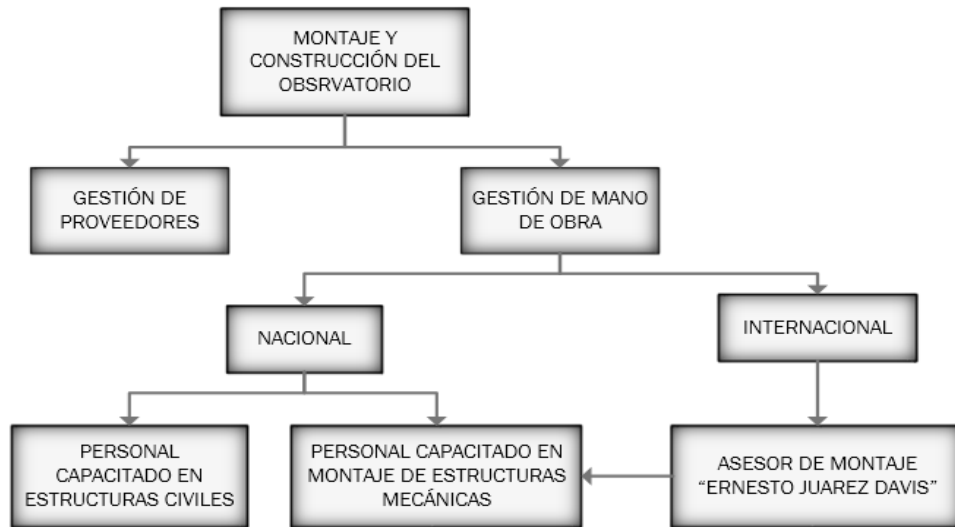 MONTAJE Y
CONSTRUCCIÓN DEL
OBSRVATORIO
GESTIÓN DE
PROVEEDORES
GESTIÓN DE MANO
DE OBRA
NACIONAL
INTERNACIONAL
PERSONAL
CAPACITADO EN
ESTRUCTURAS CIVILES
PERSONAL CAPACITADO EN
MONTAJE DE ESTRUCTURAS
MECÁNICAS
ASESOR DE MONTAJE
“ERNESTO JUAREZ DAVIS”